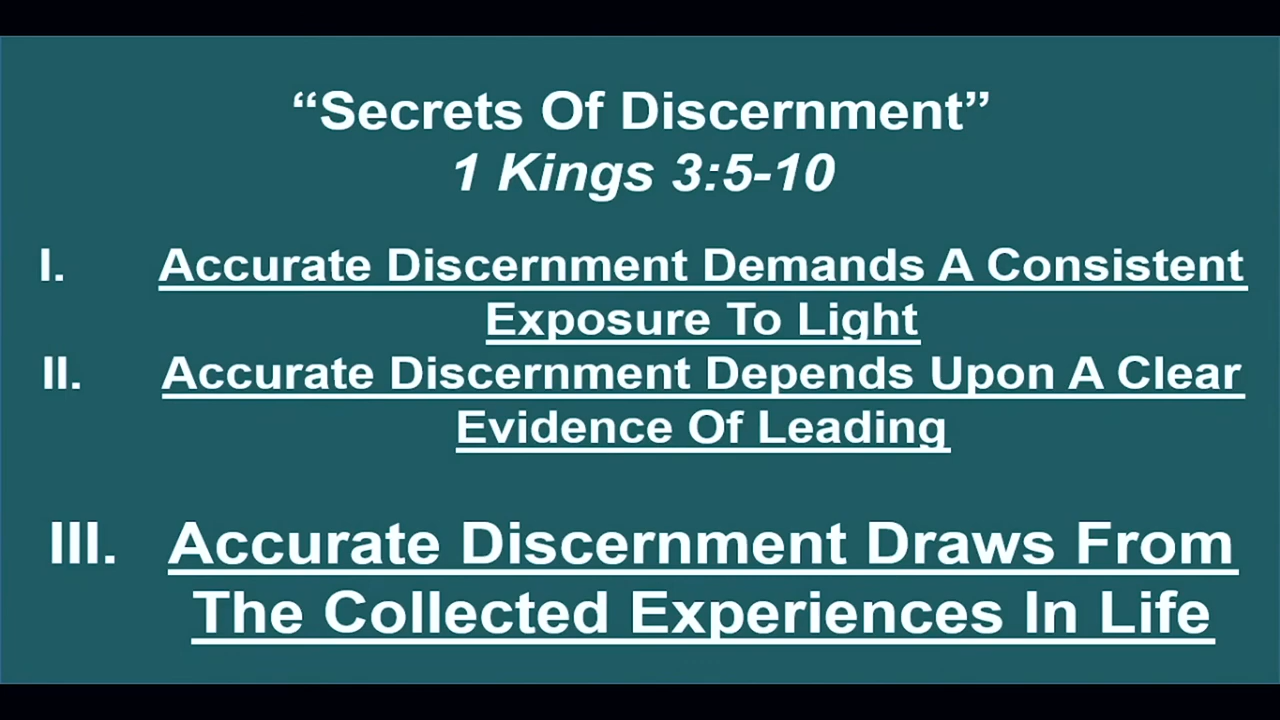 “Secrets Of Discernment”
1 Kings 3:5-10
I. Accurate Discernment Demands A Consistent
Exposure To Light
II. Accurate Discernment Depends Upon A Clear
Evidence Of Leading
III. Accurate Discernment Draws From
The Collected Experiences In Life